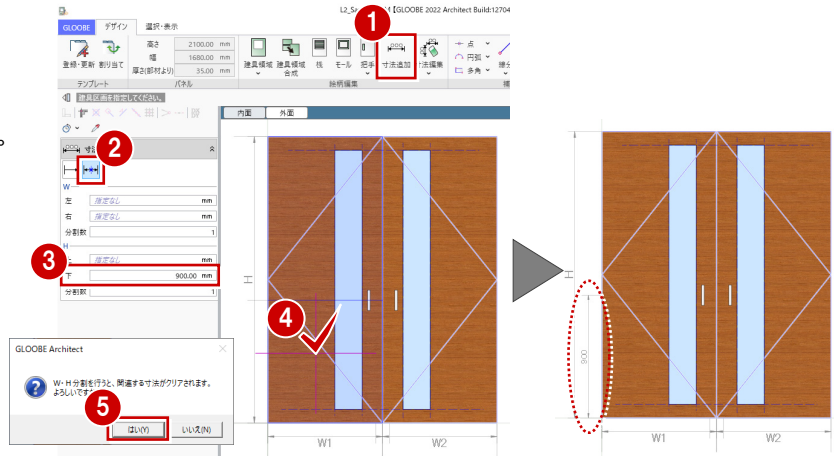 L2_S
【GLOOBE 2022 Architect Build:12704
1
GLOOBE デザイン 選択・表示
高さ 2100.00 mm
幅 1680.00 mm
厚さ(部材より) 35.00 mm
登録・更新 割り当て
建具領域 建具領域合成 桟 モール 把手 寸法追加 寸法編集
点
円弧
多角
線分
テンプレート パネル 絵柄編集
建具区画を指定してください。
内面 外面
2
寸
W
左 指定なし mm
右 指定なし mm
分割数 1
H
指定なし mm
3
下 900.00 mm
分割数 1
H
4
W1 W2
GLOOBE Architect
W・H分割を行うと、関連する寸法がクリアされます。
よろしいです
5
はい(Y) いいえ(N)
H
900
W1 W2